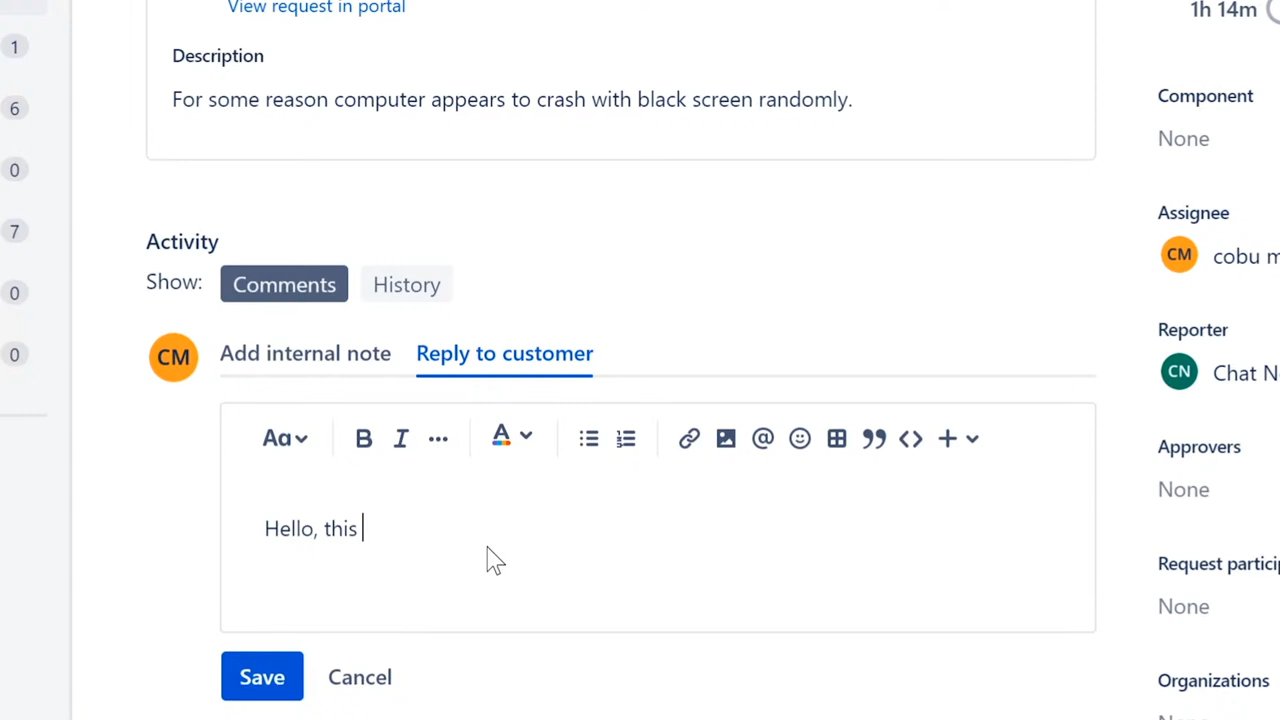 View request in portal
1h 14m
Description
For some reason computer appears to crash with black screen randomly.
1
6
0
7
0
0
Component
None
Assignee
CM cobu m
Reporter
CN Chat N
Approvers
None
Request partici
None
Organizations
Activity
Show: Comments History
CM Add internal note Reply to customer
Aa B I ... A @ +
Hello, this
Save Cancel